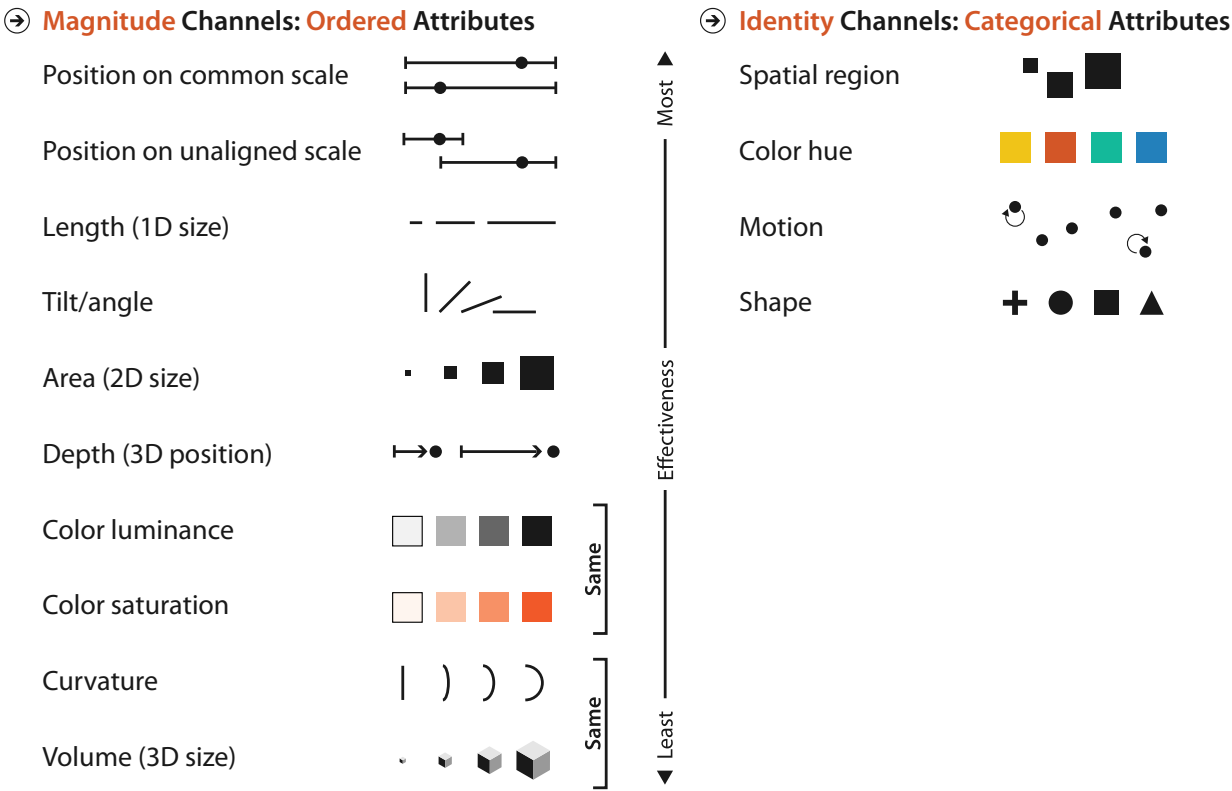 Magnitude Channels: Ordered Attributes
Position on common scale
Position on unaligned scale
Length (1D size)
Tilt/angle
Area (2D size)
Depth (3D position)
Color luminance
Color saturation
Curvature
Volume (3D size)
Same
Same
Most
Effectiveness
Least
Identity Channels: Categorical Attributes
Spatial region
Color hue
Motion
Shape